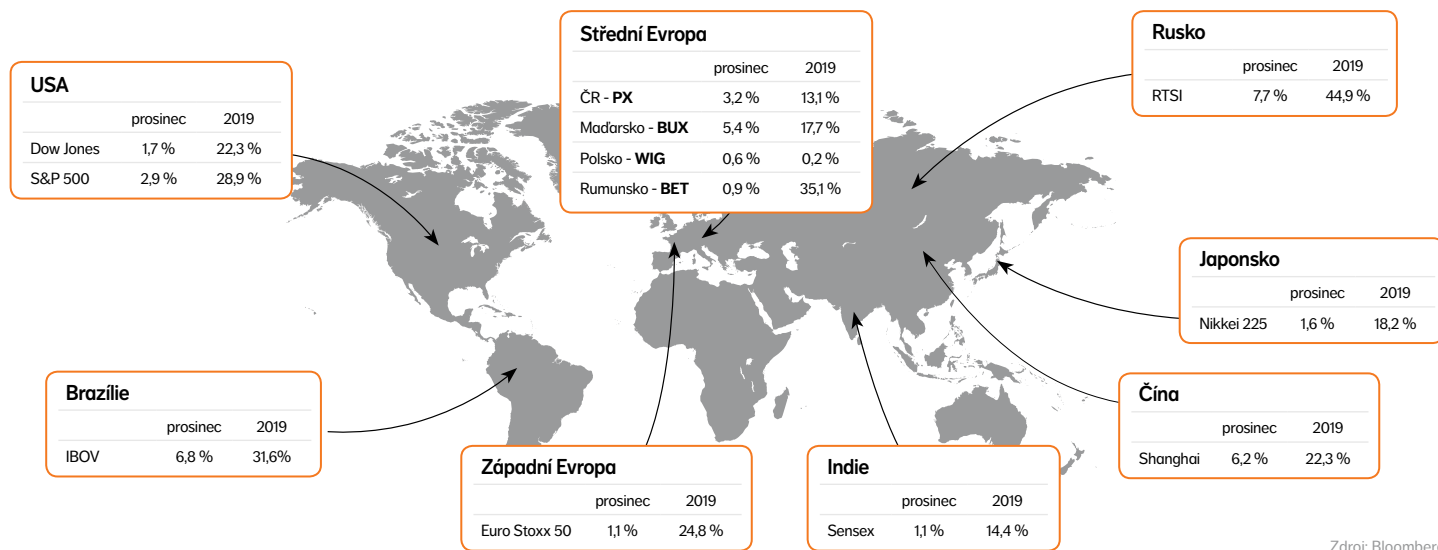 USA
prosinec 2019
Dow Jones 1,7 % 22,3 %
S&P 500 2,9 % 28,9 %
Střední Evropa
prosinec 2019
ČR - PX 3,2 % 13,1 %
Maďarsko - BUX 5,4 % 17,7 %
Polsko - WIG 0,6 % 0,2 %
Rumunsko - BET 0,9 % 35,1 %
Rusko
prosinec 2019
RTSI 7,7 % 44,9 %
Japonsko
prosinec 2019
Nikkei 225 1,6 % 18,2 %
Brazílie
prosinec 2019
IBOV 6,8 % 31,6%
Západní Evropa
prosinec 2019
Euro Stoxx 50 1,1 % 24,8 %
Indie
prosinec 2019
Sensex 1,1 % 14,4 %
Čína
prosinec 2019
Shanghai 6,2 % 22,3 %
Zdroj: Bloomberg